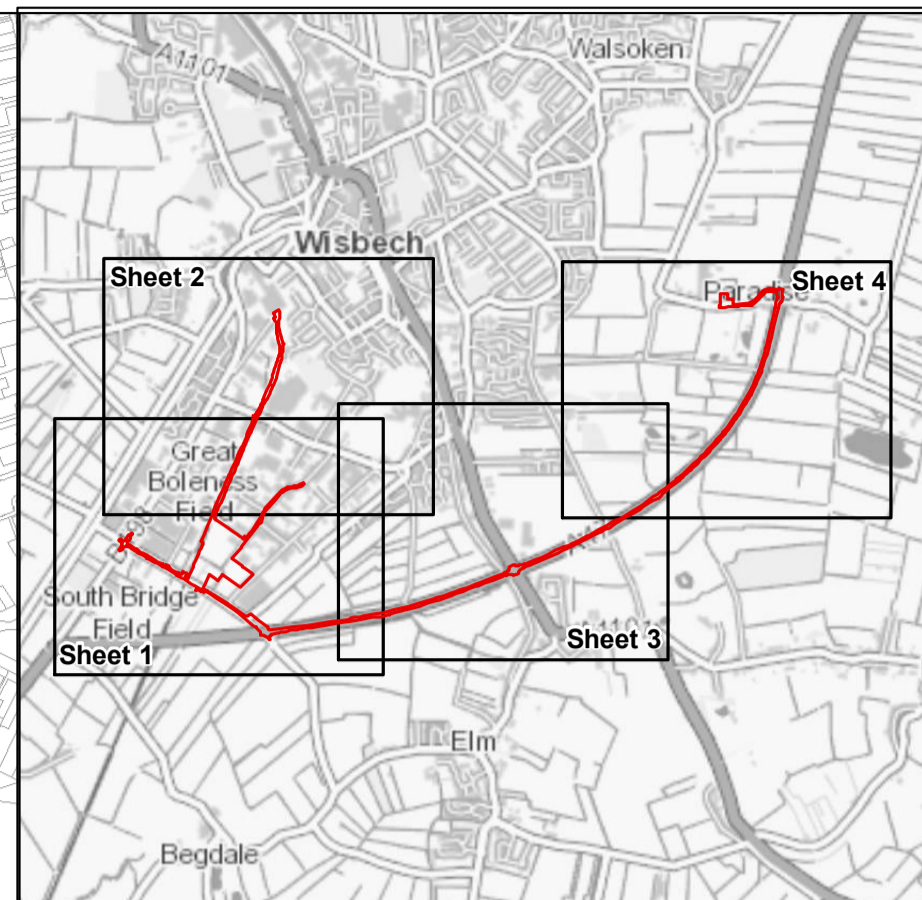 A1101
Walsoken
Wisbech
Sheet 2
Sheet 4
Paradise
Great
Boleness
Field
A47
South Bridge
Field
Sheet 1
Sheet 3
Elm
Begdale